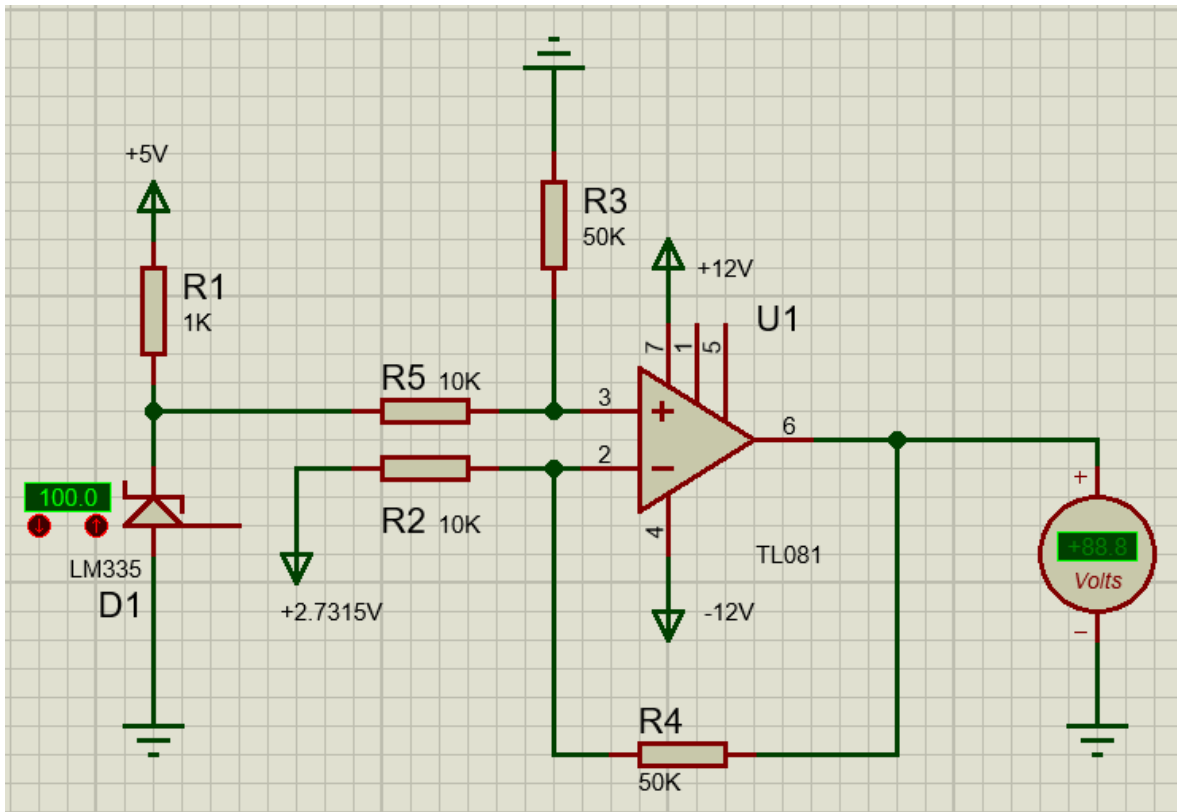 +5V
R1
1K
R3
50K
+12V
U1
7
1
5
R5 10K
3
+
6
2
−
R2 10K
4
TL081
-12V
100.0
LM335
D1
+2.7315V
+
+88.8
Volts
−
R4
50K